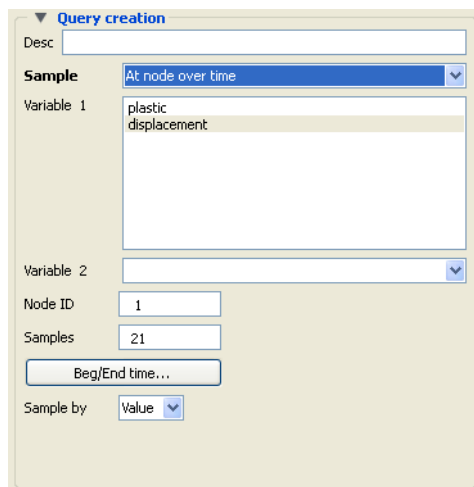 ▼ Query creation
Desc
Sample At node over time
Variable 1 plastic
displacement
Variable 2
Node ID 1
Samples 21
Beg/End time...
Sample by Value